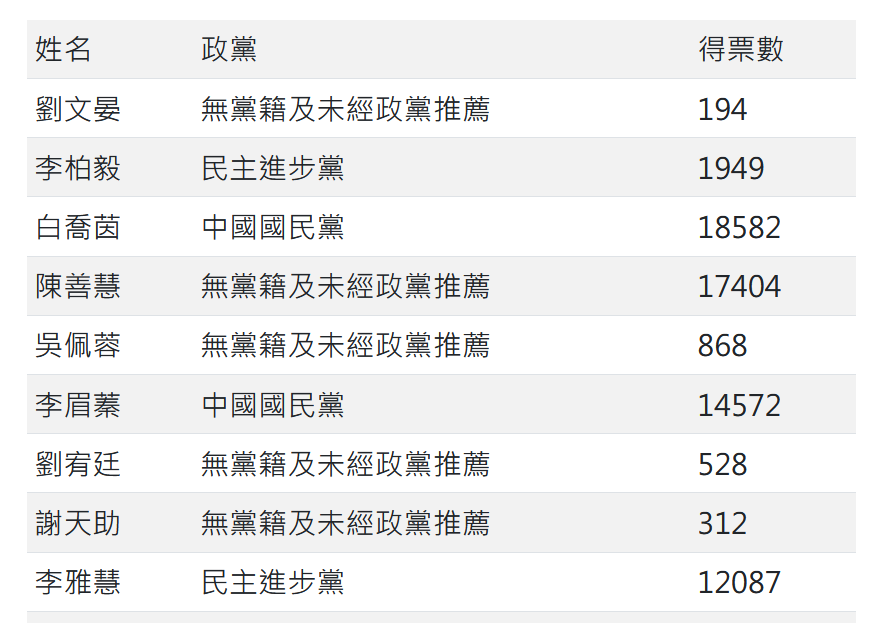 姓名 政黨 得票數
劉文晏 無黨籍及未經政黨推薦 194
李柏毅 民主進步黨 1949
白喬茵 中國國民黨 18582
陳善慧 無黨籍及未經政黨推薦 17404
吳佩蓉 無黨籍及未經政黨推薦 868
李眉蓁 中國國民黨 14572
劉宥廷 無黨籍及未經政黨推薦 528
謝天助 無黨籍及未經政黨推薦 312
李雅慧 民主進步黨 12087